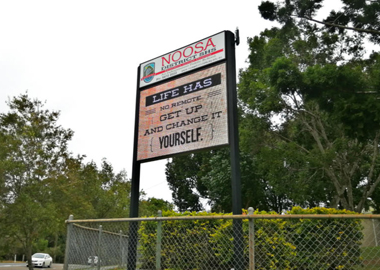 NOOSA
DISTRICT SHS
LIFE HAS
NO REMOTE.
GET UP
AND CHANGE IT
{ YOURSELF. }